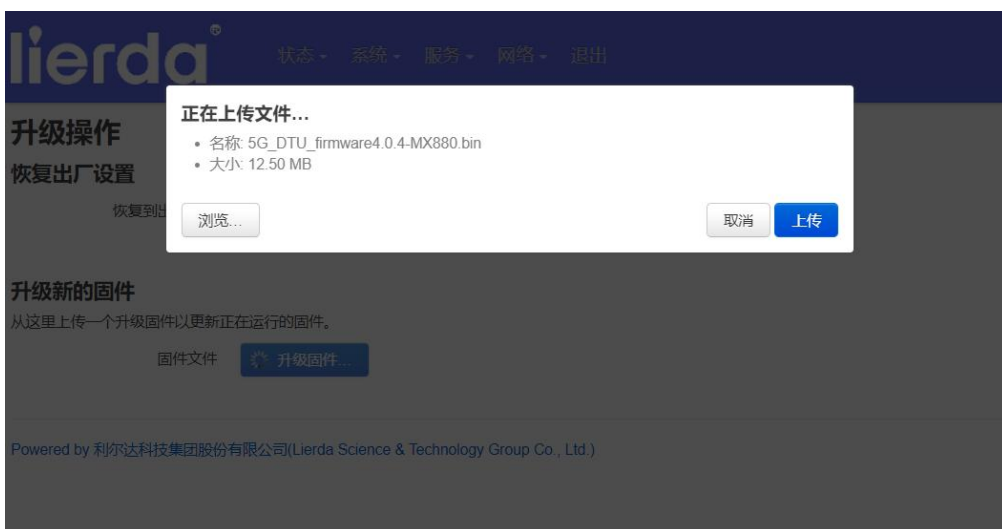 lierda®
状态 系统 服务 网络 退出
正在上传文件...
名称: 5G_DTU_firmware4.0.4-MX880.bin
大小: 12.50 MB
浏览...
取消
上传
升级操作
恢复出厂设置
恢复到出
升级新的固件
从这里上传一个升级固件以更新正在运行的固件。
固件文件 升级固件...
Powered by 利尔达科技集团股份有限公司(Lierda Science & Technology Group Co., Ltd.)